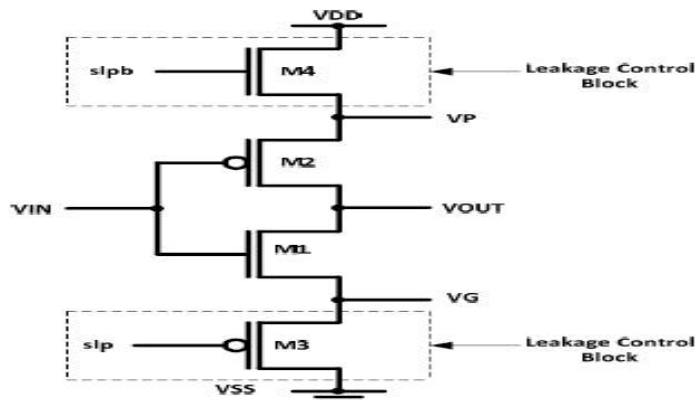 VDD
slpb
M4
Leakage Control
Block
VP
M2
VIN
VOUT
M1
VG
slp
M3
Leakage Control
Block
VSS